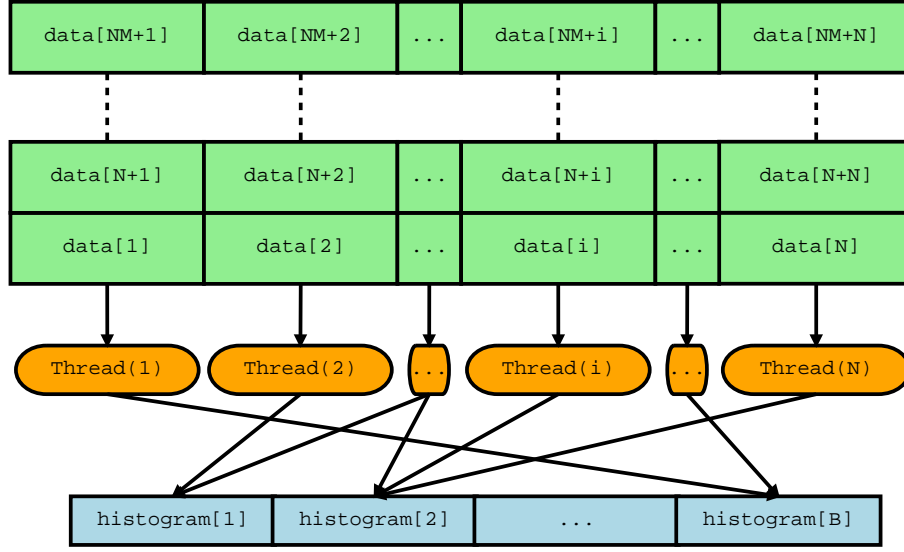 data[NM+1] data[NM+2] ... data[NM+i] ... data[NM+N]
data[N+1] data[N+2] ... data[N+i] ... data[N+N]
data[1] data[2] ... data[i] ... data[N]
Thread(1) Thread(2) ... Thread(i) ... Thread(N)
histogram[1] histogram[2] ... histogram[B]